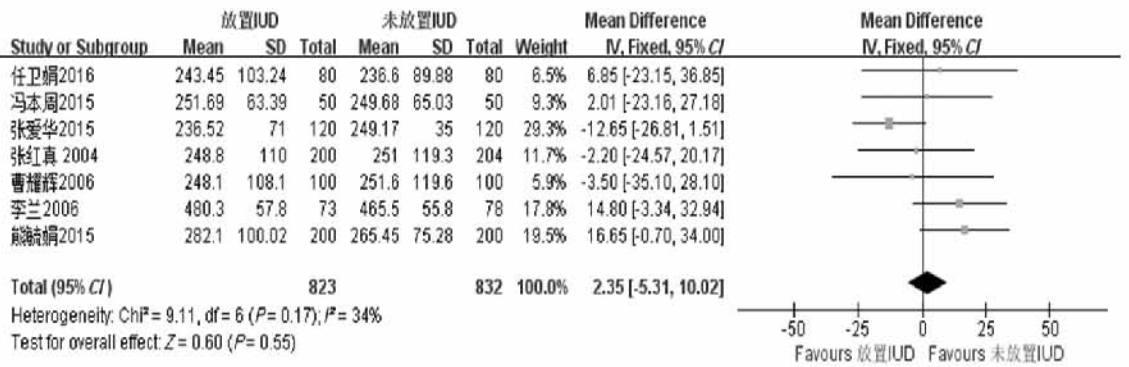 放置IUD 未放置IUD Mean Difference Mean Difference
Study or Subgroup Mean SD Total Mean SD Total Weight IV, Fixed, 95% CI IV, Fixed, 95% CI
任卫娟2016 243.45 103.24 80 236.6 89.88 80 6.5% 6.85 [-23.15, 36.85]
冯本周2015 251.69 63.39 50 249.68 65.03 50 9.3% 2.01 [-23.16, 27.18]
张爱华2015 236.52 71 120 249.17 35 120 29.3% -12.65 [-26.81, 1.51]
张红真 2004 248.8 110 200 251 119.3 204 11.7% -2.20 [-24.57, 20.17]
曹耀辉2006 248.1 108.1 100 251.6 119.6 100 5.9% -3.50 [-35.10, 28.10]
李兰2006 480.3 57.8 73 465.5 55.8 78 17.8% 14.80 [-3.34, 32.94]
熊毓娟2015 282.1 100.02 200 265.45 75.28 200 19.5% 16.65 [-0.70, 34.00]
Total (95% CI) 823 832 100.0% 2.35 [-5.31, 10.02]
Heterogeneity: Chi² = 9.11, df = 6 (P = 0.17); I² = 34%
Test for overall effect: Z = 0.60 (P = 0.55)
-50 -25 0 25 50
Favours 放置IUD Favours 未放置IUD